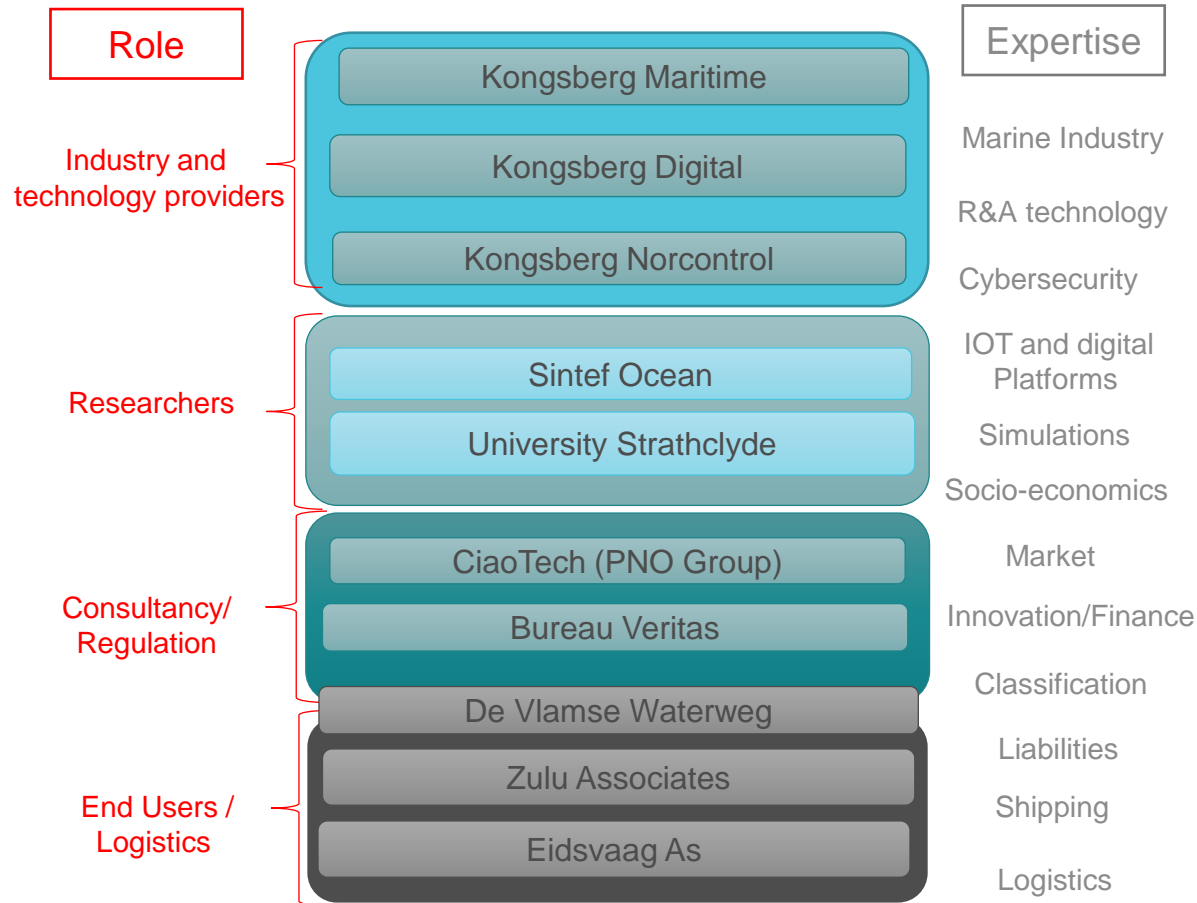 Role
Expertise
Kongsberg Maritime
Kongsberg Digital
Kongsberg Norcontrol
Industry and
technology providers
Marine Industry
R&A technology
Cybersecurity
Sintef Ocean
University Strathclyde
Researchers
IOT and digital
Platforms
Simulations
Socio-economics
CiaoTech (PNO Group)
Bureau Veritas
Consultancy/
Regulation
Market
Innovation/Finance
Classification
De Vlamse Waterweg
Zulu Associates
Eidsvaag As
End Users /
Logistics
Liabilities
Shipping
Logistics